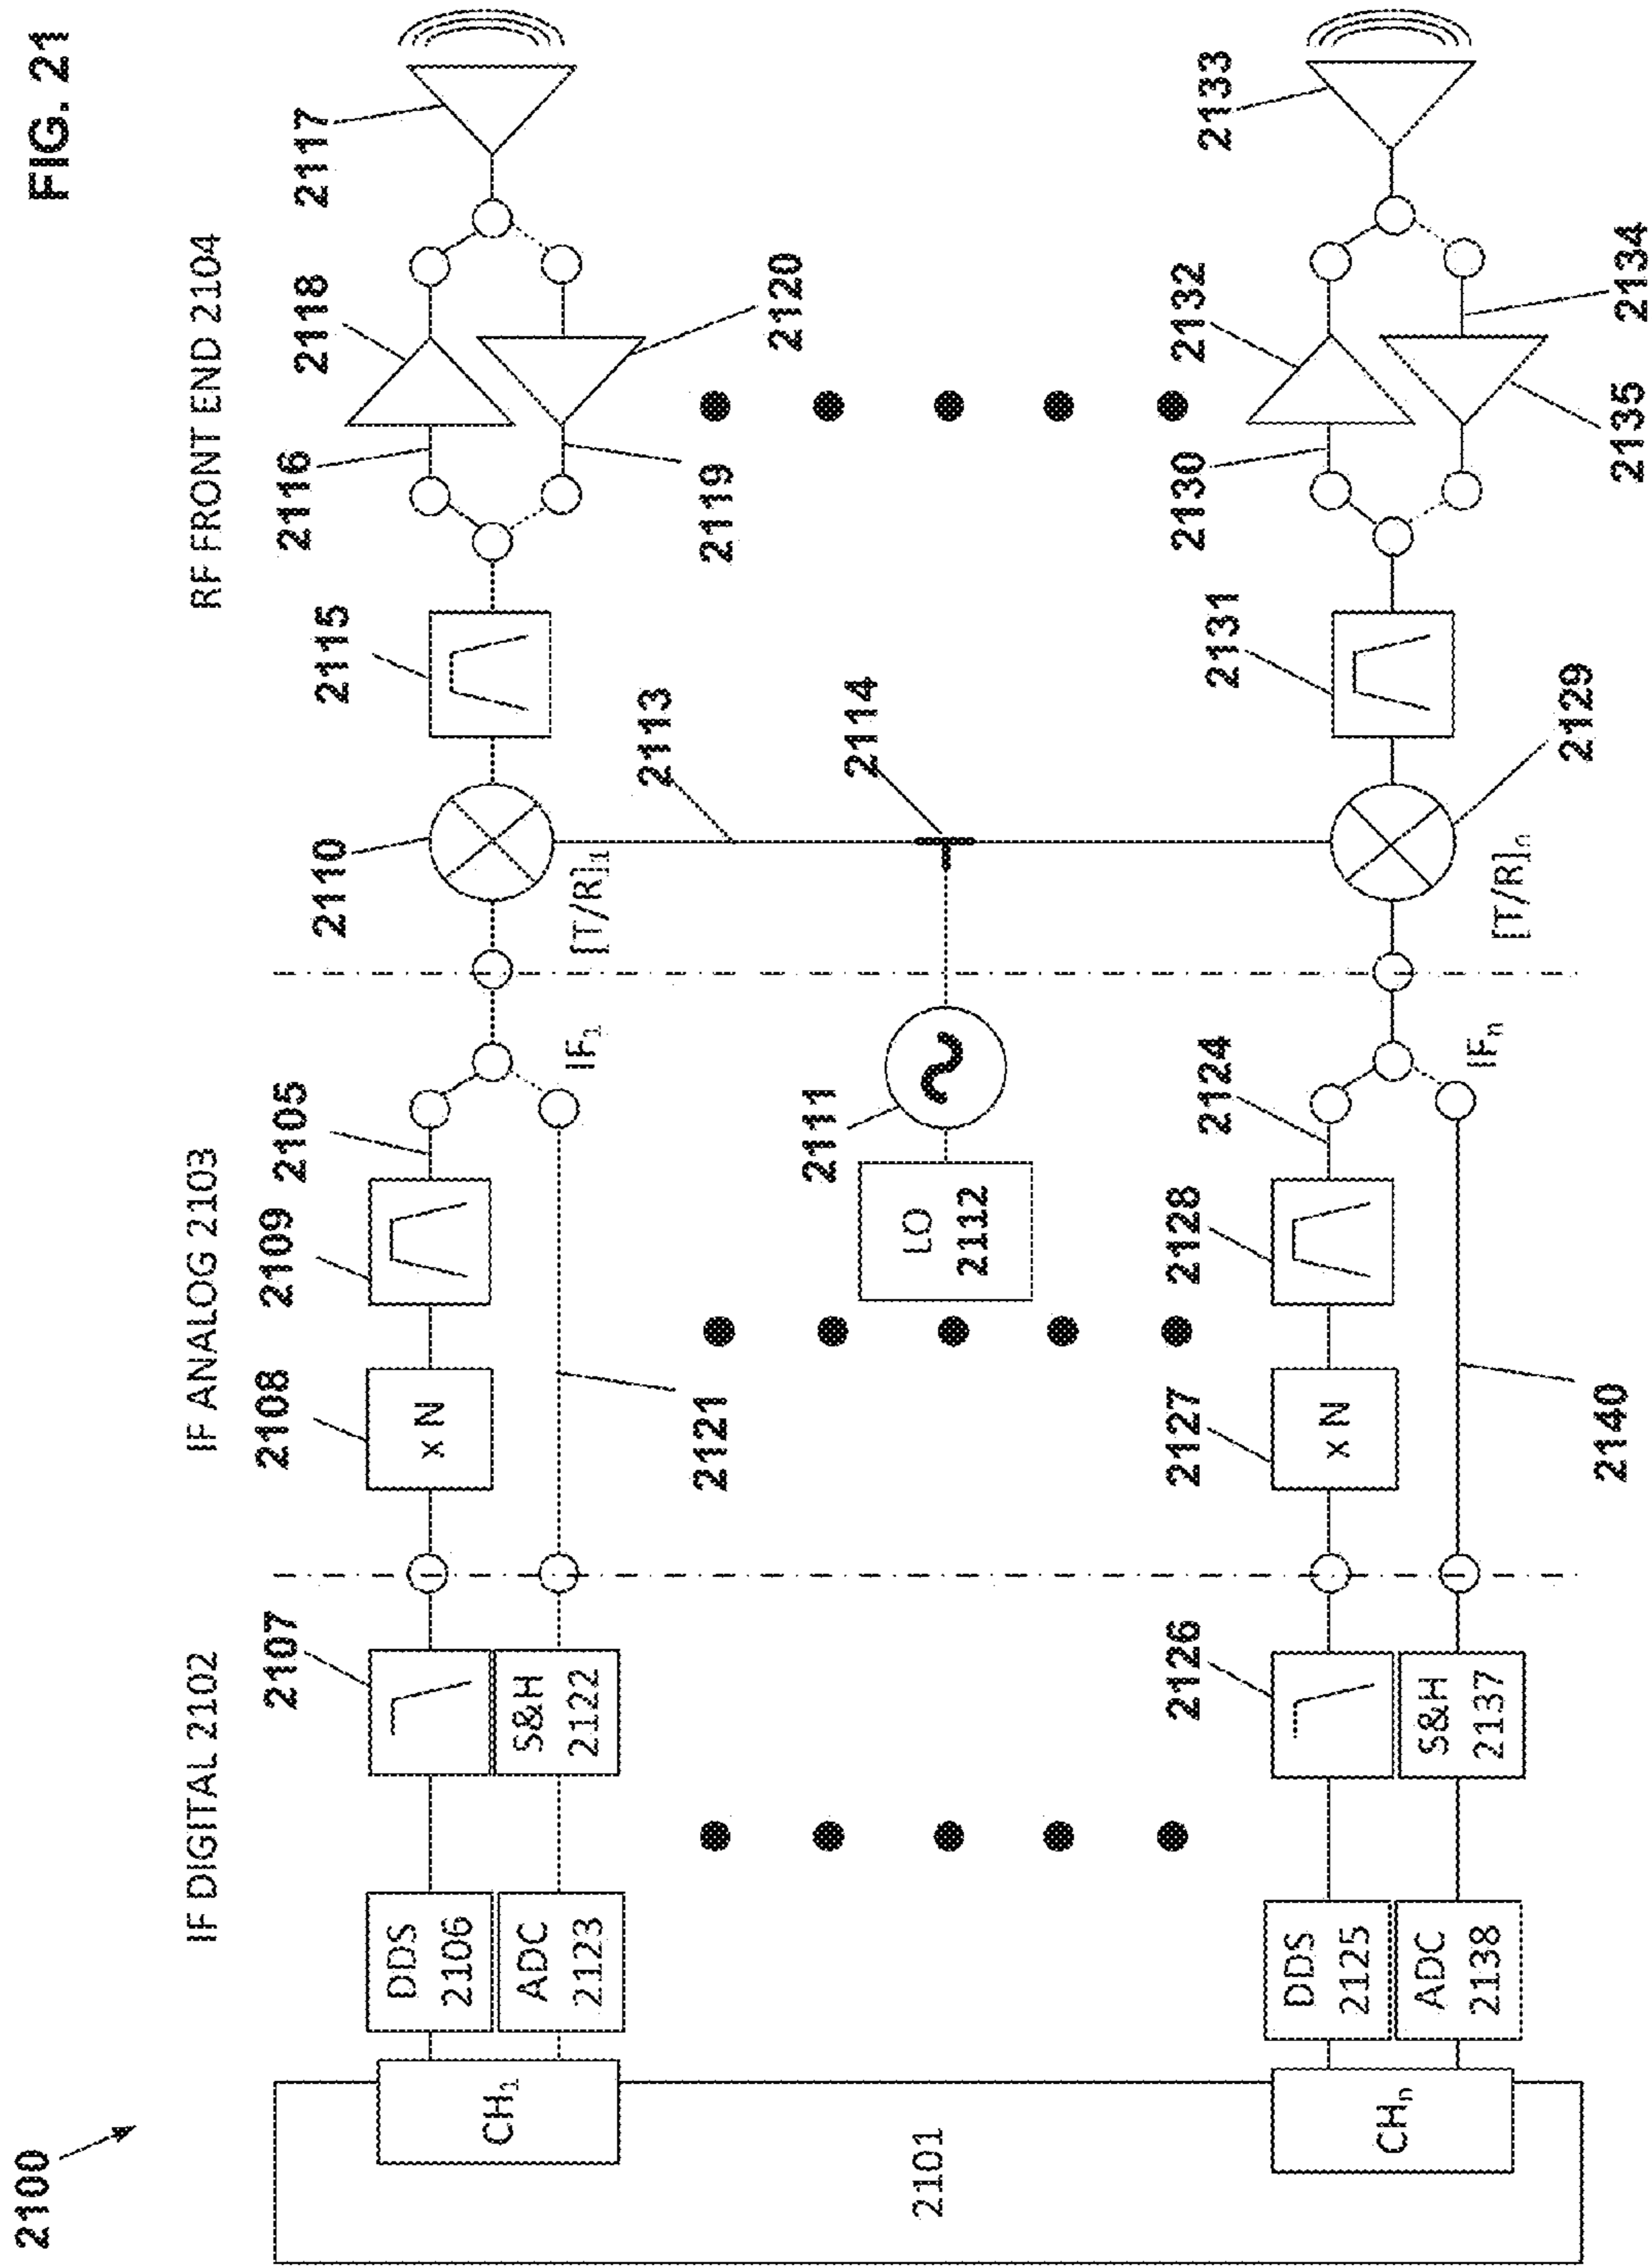 FIG. 21
2100
IF DIGITAL 2102
IF ANALOG 2103
RF FRONT END 2104
2107
2108
2109
2105
2110
2115
2116
2118
2117
CH1
DDS
2106
ADC
2123
S&H
2122
x N
IF1
[T/R]1
2121
2119
2120
2113
2114
2101
LO
2112
2111
2126
2127
2128
2124
2131
2130
2132
2133
CHn
DDS
2125
ADC
2138
S&H
2137
x N
IFn
[T/R]n
2140
2129
2135
2134